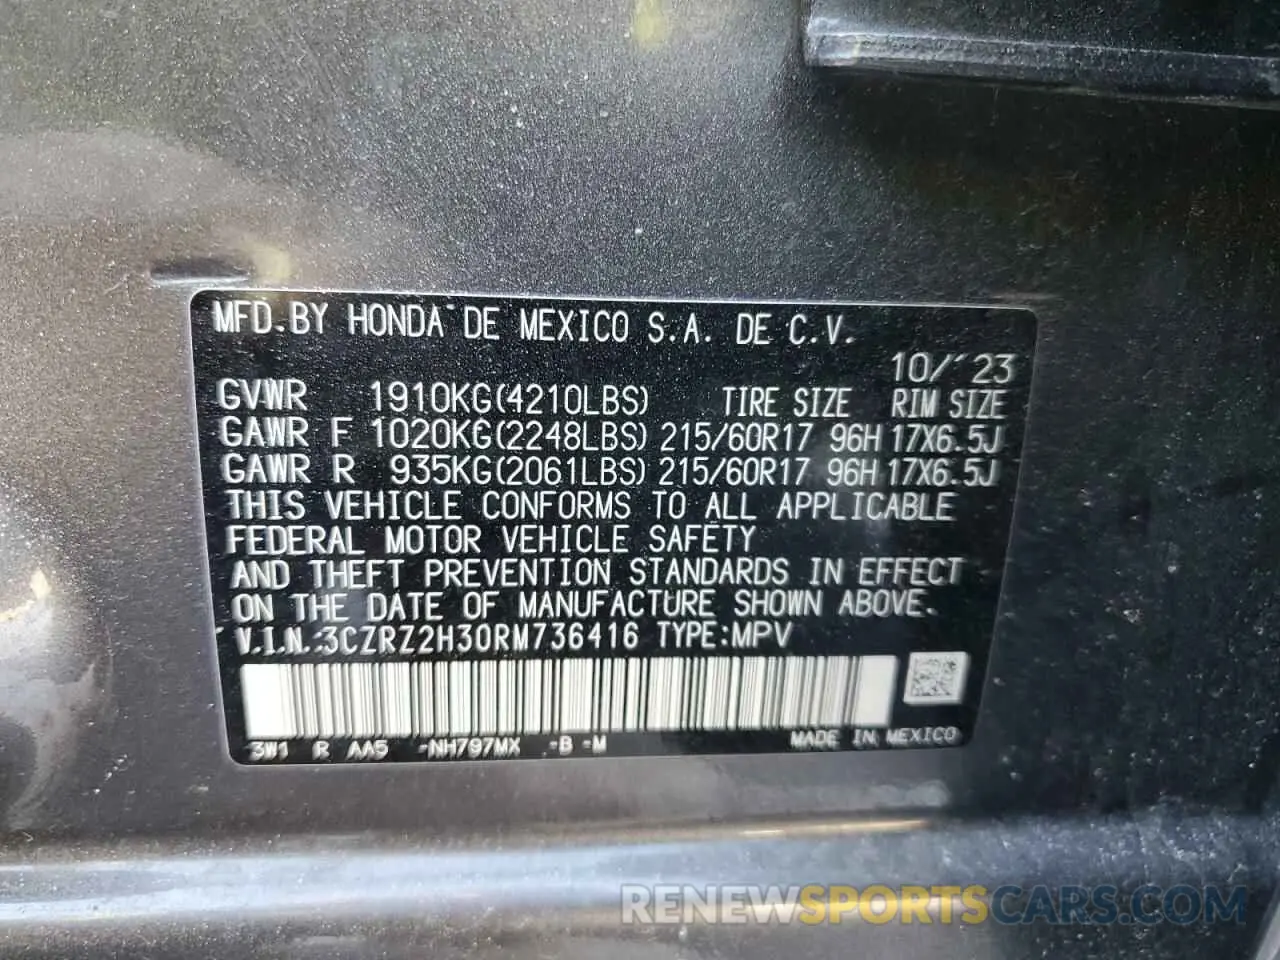 MFD.BY HONDA DE MEXICO S.A. DE C.V.
10/'23
GVWR 1910KG(4210LBS) TIRE SIZE RIM SIZE
GAWR F 1020KG(2248LBS) 215/60R17 96H 17X6.5J
GAWR R 935KG(2061LBS) 215/60R17 96H 17X6.5J
THIS VEHICLE CONFORMS TO ALL APPLICABLE
FEDERAL MOTOR VEHICLE SAFETY
AND THEFT PREVENTION STANDARDS IN EFFECT
ON THE DATE OF MANUFACTURE SHOWN ABOVE.
V.I.N.:3CZRZ2H30RM736416 TYPE:MPV
3W1 R AA5 -NH797MX -B -M MADE IN MEXICO
RENEWSPORTSCARS.COM